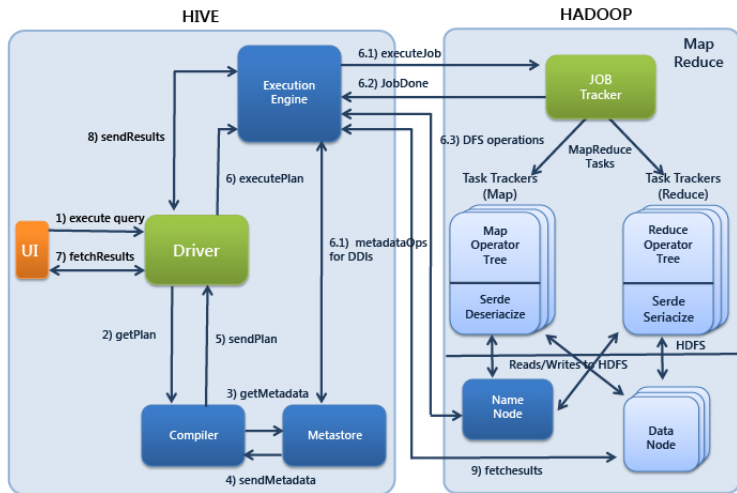 HIVE
HADOOP
Map
Reduce
Execution
Engine
6.1) executeJob
6.2) JobDone
JOB
Tracker
8) sendResults
6.3) DFS operations
MapReduce
Tasks
6) executePlan
Task Trackers
(Map)
Task Trackers
(Reduce)
1) execute query
UI
7) fetchResults
Driver
6.1) metadataOps
for DDIs
Map
Operator
Tree
Serde
Deseriacize
Reduce
Operator
Tree
Serde
Seriacize
2) getPlan
5) sendPlan
HDFS
Reads/Writes to HDFS
3) getMetadata
Name
Node
Compiler
Metastore
Data
Node
4) sendMetadata
9) fetchesults